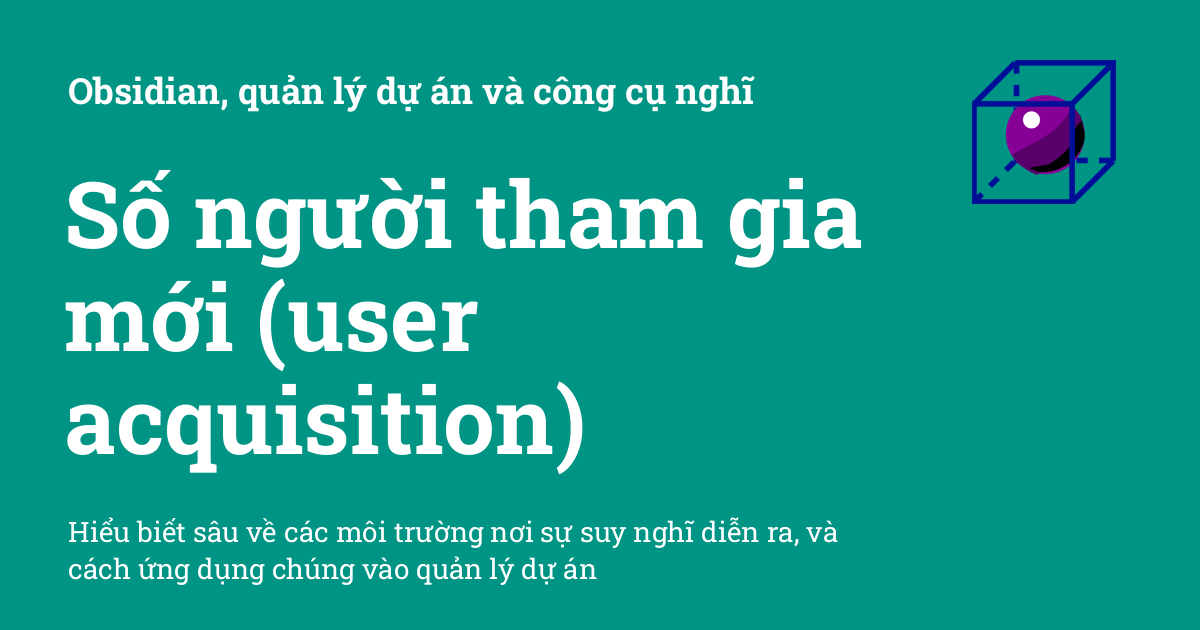 Obsidian, quản lý dự án và công cụ nghĩ
Số người tham gia
mới (user
acquisition)
Hiểu biết sâu về các môi trường nơi sự suy nghĩ diễn ra, và
cách ứng dụng chúng vào quản lý dự án